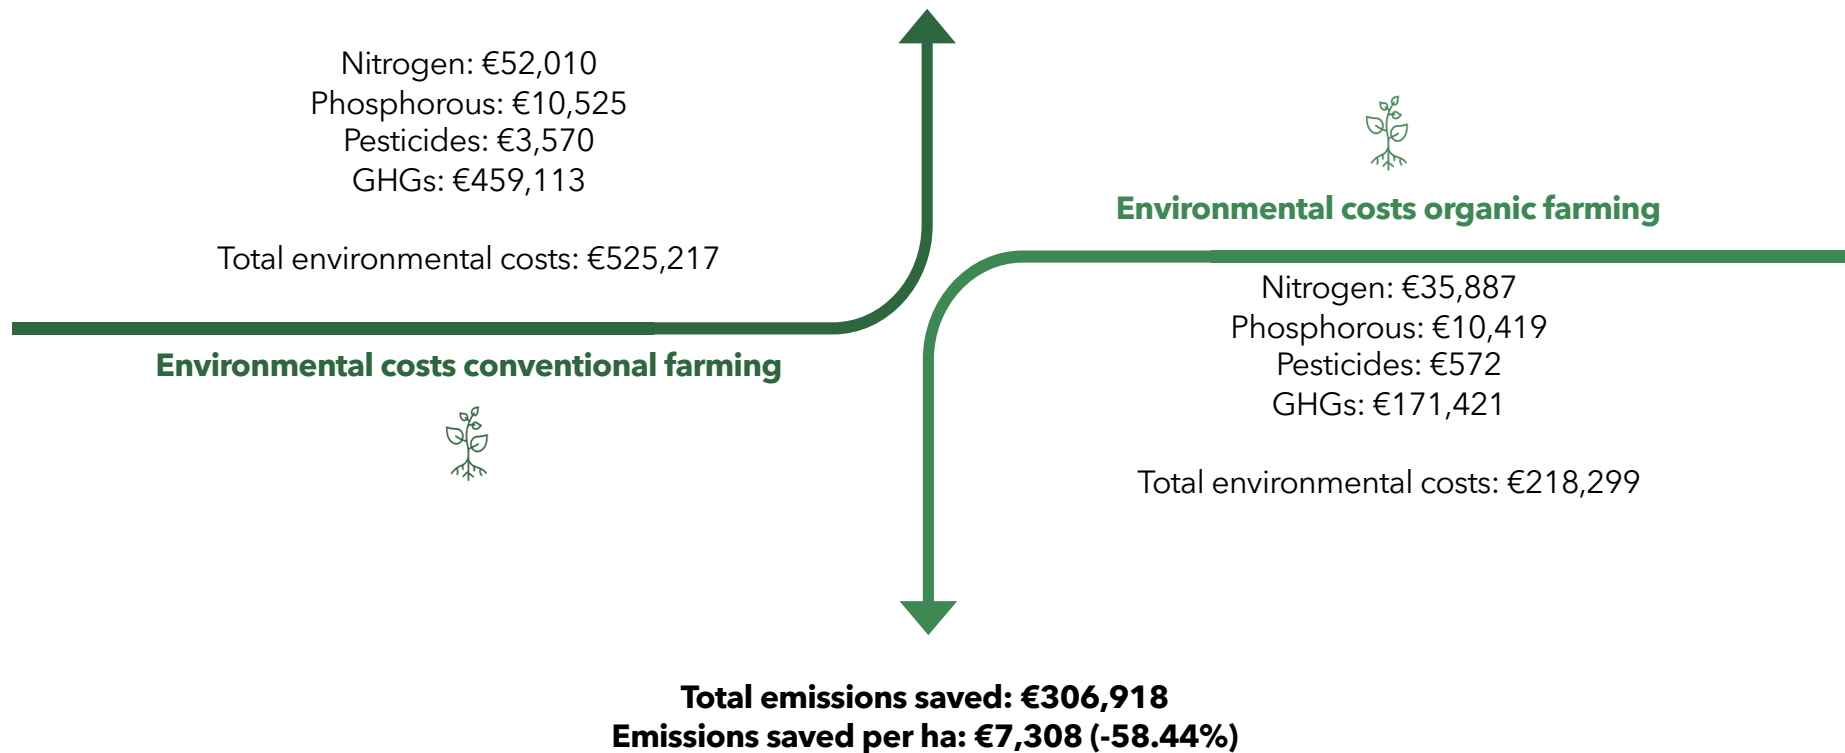 Nitrogen: €52,010
Phosphorous: €10,525
Pesticides: €3,570
GHGs: €459,113
Total environmental costs: €525,217
Environmental costs conventional farming
Environmental costs organic farming
Nitrogen: €35,887
Phosphorous: €10,419
Pesticides: €572
GHGs: €171,421
Total environmental costs: €218,299
Total emissions saved: €306,918
Emissions saved per ha: €7,308 (-58.44%)